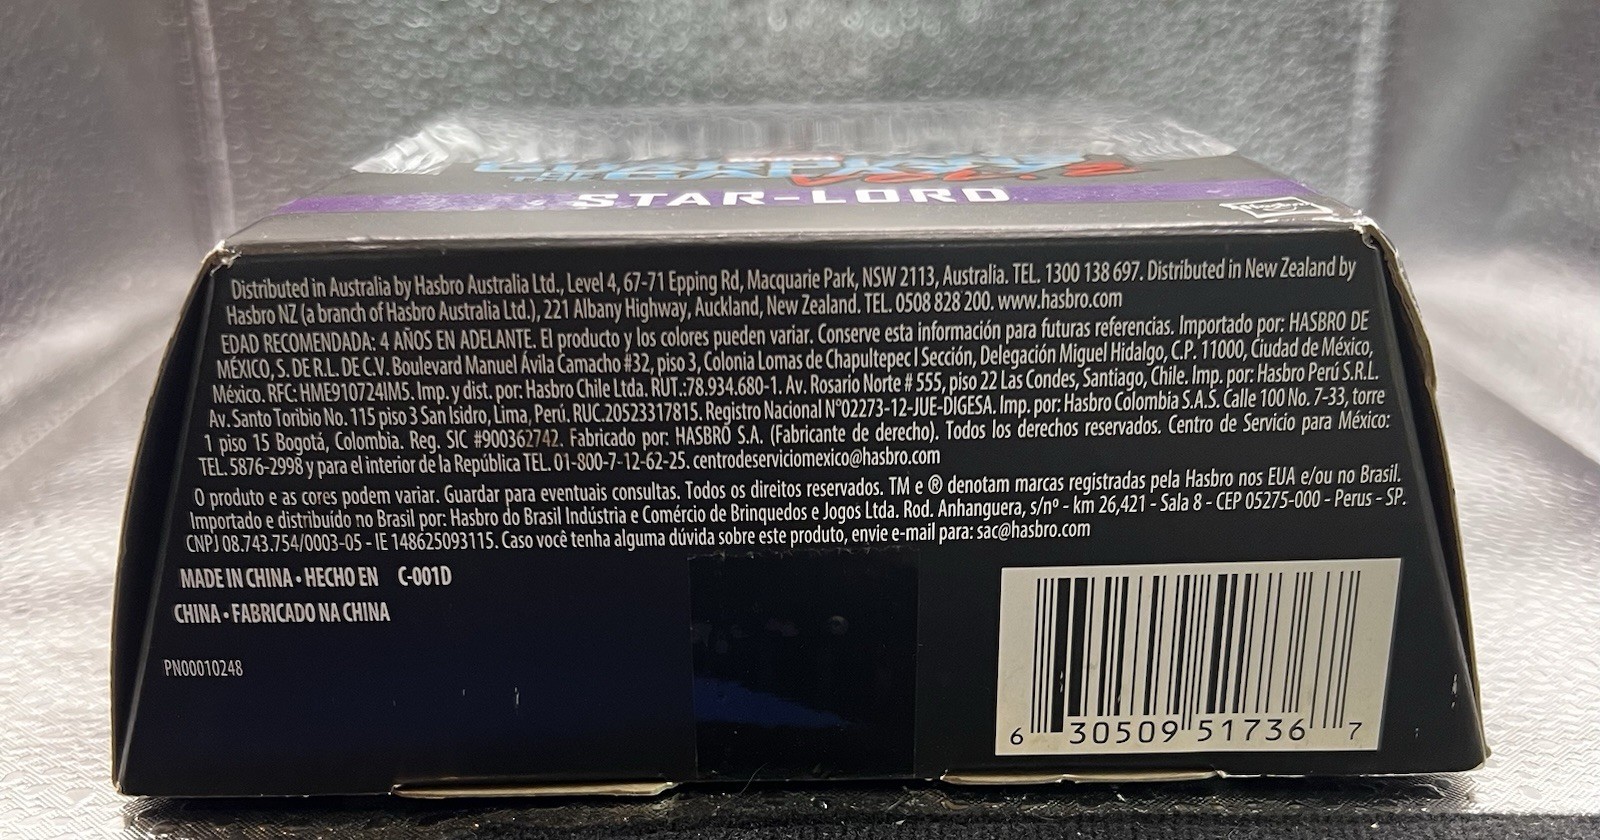 VOL. 2
STAR-LORD
Hasbro
Distributed in Australia by Hasbro Australia Ltd., Level 4, 67-71 Epping Rd, Macquarie Park, NSW 2113, Australia. TEL. 1300 138 697. Distributed in New Zealand by
Hasbro NZ (a branch of Hasbro Australia Ltd.), 221 Albany Highway, Auckland, New Zealand. TEL. 0508 828 200. www.hasbro.com
EDAD RECOMENDADA: 4 AÑOS EN ADELANTE. El producto y los colores pueden variar. Conserve esta información para futuras referencias. Importado por: HASBRO DE
MÉXICO, S. DE R.L. DE C.V. Boulevard Manuel Ávila Camacho #32, piso 3, Colonia Lomas de Chapultepec I Sección, Delegación Miguel Hidalgo, C.P. 11000, Ciudad de México,
México. RFC: HME910724IM5. Imp. y dist. por: Hasbro Chile Ltda. RUT.:78.934.680-1. Av. Rosario Norte # 555, piso 22 Las Condes, Santiago, Chile. Imp. por: Hasbro Perú S.R.L.
Av. Santo Toribio No. 115 piso 3 San Isidro, Lima, Perú. RUC.20523317815. Registro Nacional N°02273-12-JUE-DIGESA. Imp. por: Hasbro Colombia S.A.S. Calle 100 No. 7-33, torre
1 piso 15 Bogotá, Colombia. Reg. SIC #900362742. Fabricado por: HASBRO S.A. (Fabricante de derecho). Todos los derechos reservados. Centro de Servicio para México:
TEL. 5876-2998 y para el interior de la República TEL. 01-800-7-12-62-25. centrodeserviciomexico@hasbro.com
O produto e as cores podem variar. Guardar para eventuais consultas. Todos os direitos reservados. TM e ® denotam marcas registradas pela Hasbro nos EUA e/ou no Brasil.
Importado e distribuído no Brasil por: Hasbro do Brasil Indústria e Comércio de Brinquedos e Jogos Ltda. Rod. Anhanguera, s/nº - km 26,421 - Sala 8 - CEP 05275-000 - Perus - SP.
CNPJ 08.743.754/0003-05 - IE 148625093115. Caso você tenha alguma dúvida sobre este produto, envie e-mail para: sac@hasbro.com
MADE IN CHINA • HECHO EN C-001D
CHINA • FABRICADO NA CHINA
PN00010248
6 30509 51736 7